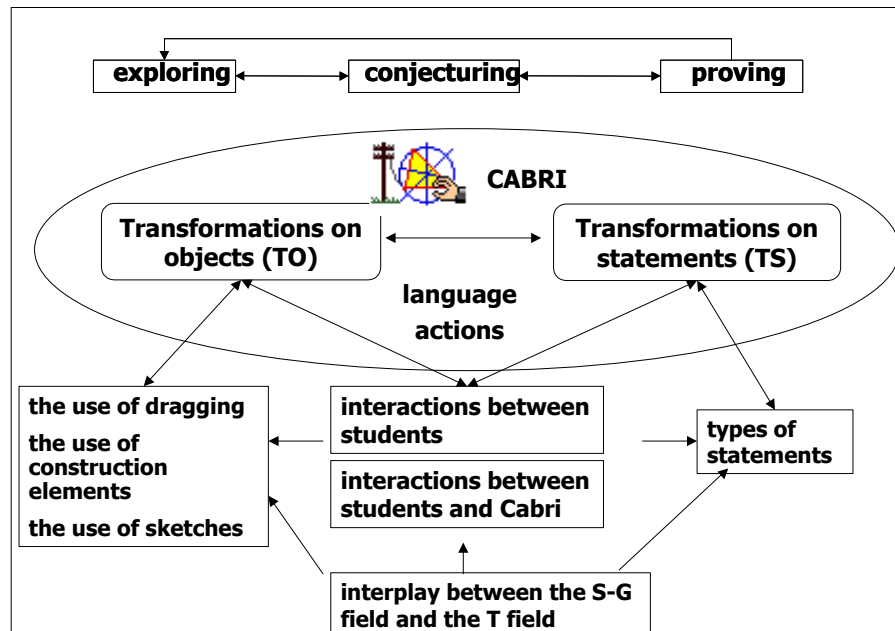 exploring
conjecturing
proving
CABRI
Transformations on
objects (TO)
Transformations on
statements (TS)
language
actions
the use of dragging
the use of
construction
elements
the use of sketches
interactions between
students
interactions between
students and Cabri
types of
statements
interplay between the S-G
field and the T field